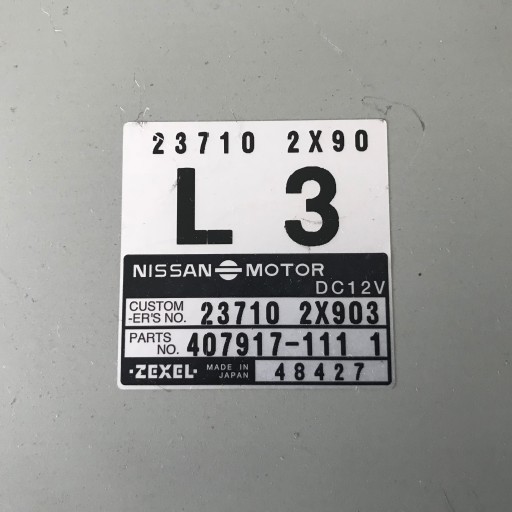 23710 2X90
L 3
NISSAN MOTOR
DC12V
CUSTOM
-ER'S NO. 23710 2X903
PARTS
NO. 407917-111 1
·ZEXEL· MADE IN
JAPAN 48427